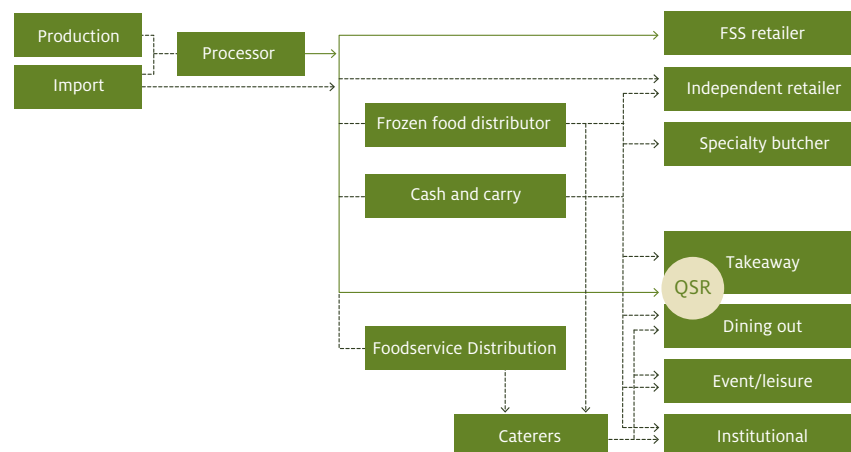 Production
Import
Processor
FSS retailer
Independent retailer
Frozen food distributor
Specialty butcher
Cash and carry
Takeaway
QSR
Dining out
Foodservice Distribution
Event/leisure
Caterers
Institutional